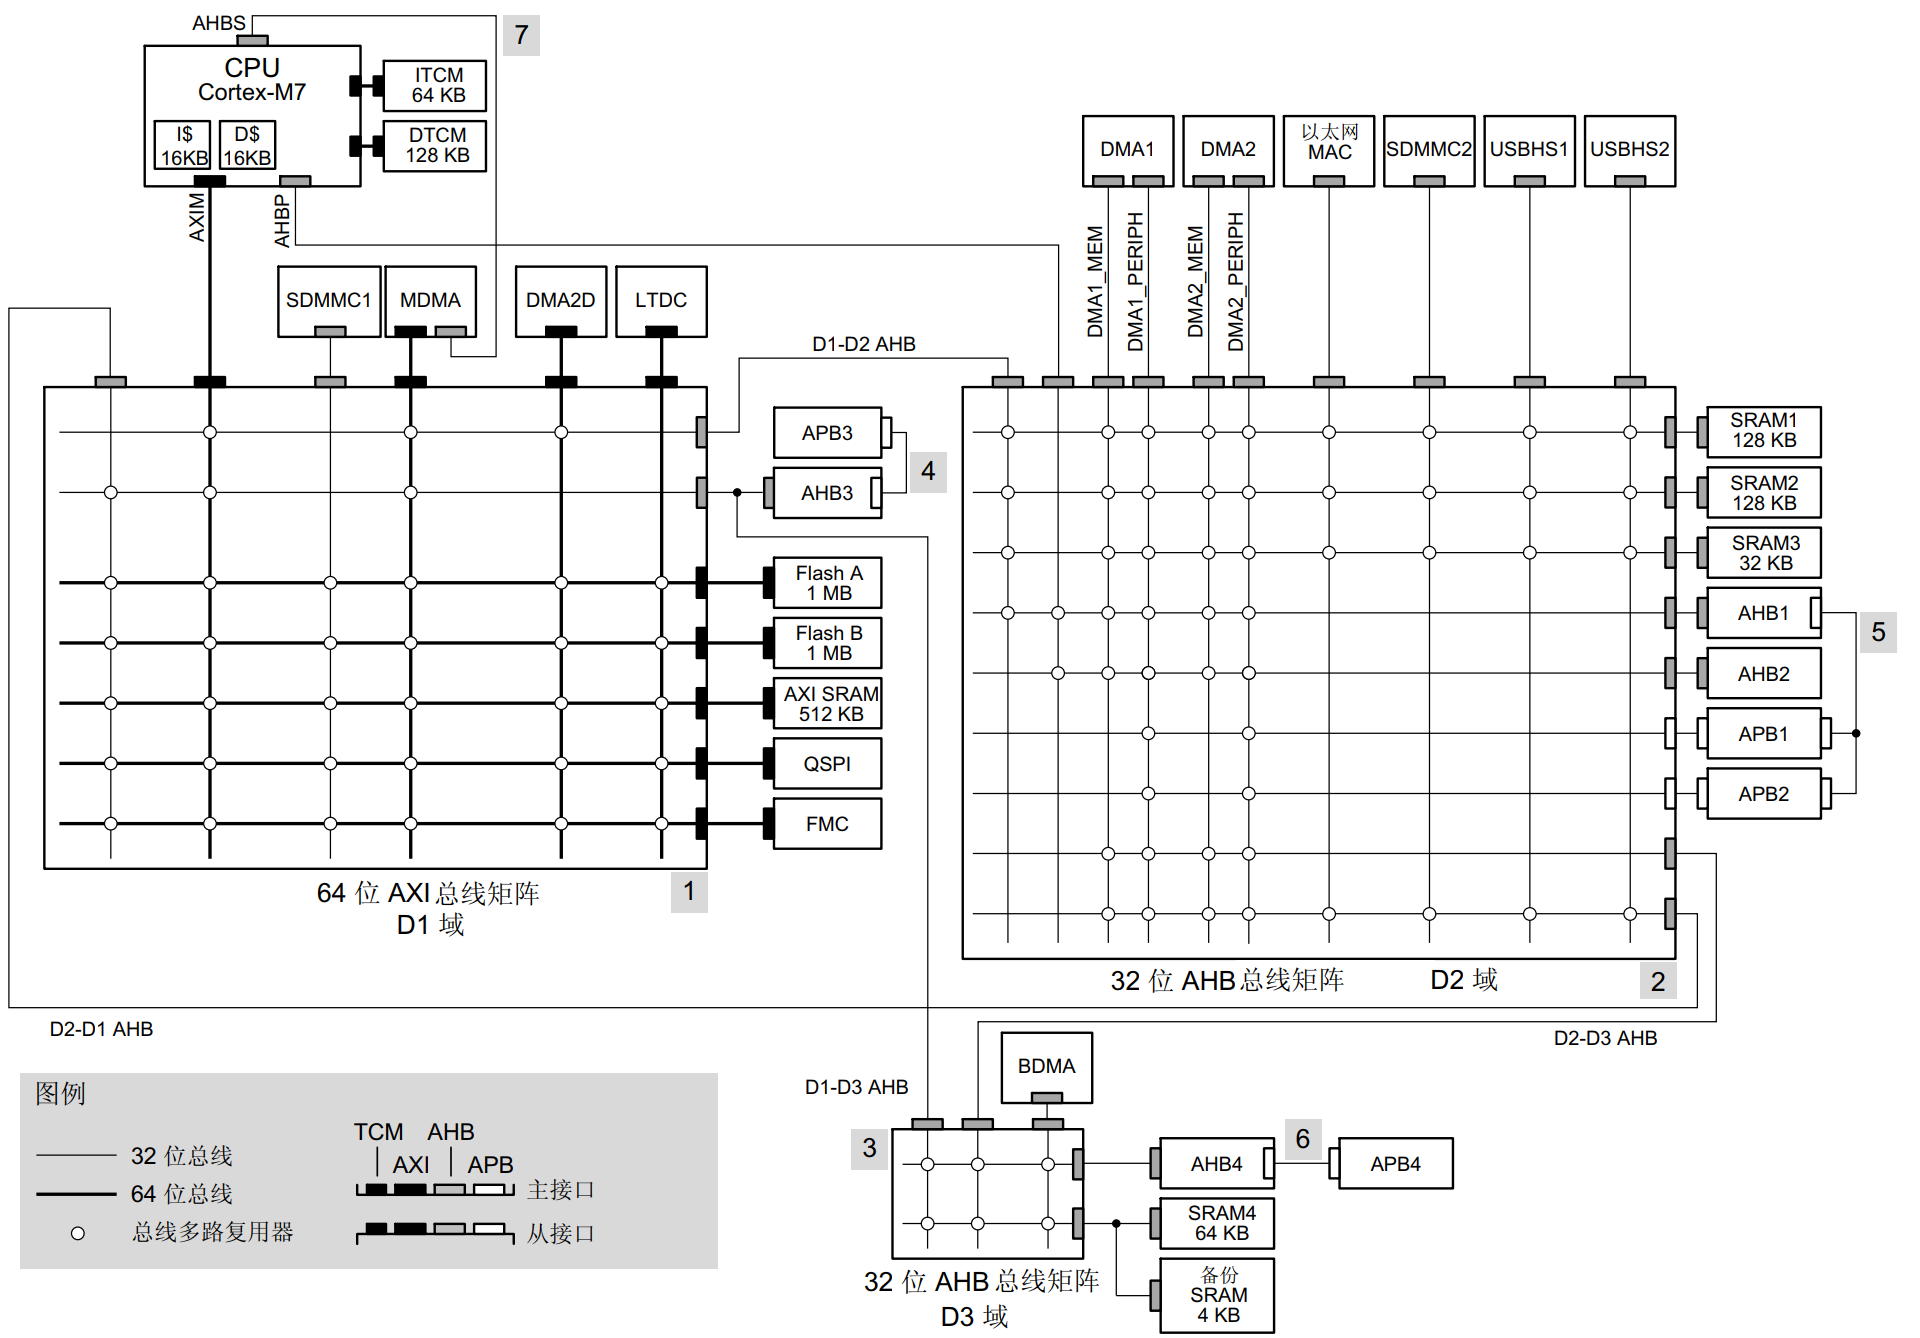 AHBS
7
CPU
Cortex-M7
I$
16KB
D$
16KB
ITCM
64 KB
DTCM
128 KB
AXIM
AHBP
SDMMC1
MDMA
DMA2D
LTDC
DMA1
DMA2
以太网
MAC
SDMMC2
USBHS1
USBHS2
DMA1_MEM
DMA1_PERIPH
DMA2_MEM
DMA2_PERIPH
D1-D2 AHB
APB3
4
AHB3
Flash A
1 MB
Flash B
1 MB
AXI SRAM
512 KB
QSPI
FMC
64 位 AXI 总线矩阵
D1 域
1
SRAM1
128 KB
SRAM2
128 KB
SRAM3
32 KB
AHB1
5
AHB2
APB1
APB2
32 位 AHB 总线矩阵
D2 域
2
D2-D1 AHB
D2-D3 AHB
BDMA
D1-D3 AHB
3
AHB4
6
APB4
SRAM4
64 KB
备份
SRAM
4 KB
32 位 AHB 总线矩阵
D3 域
图例
32 位总线
64 位总线
总线多路复用器
TCM
AHB
AXI
APB
主接口
从接口